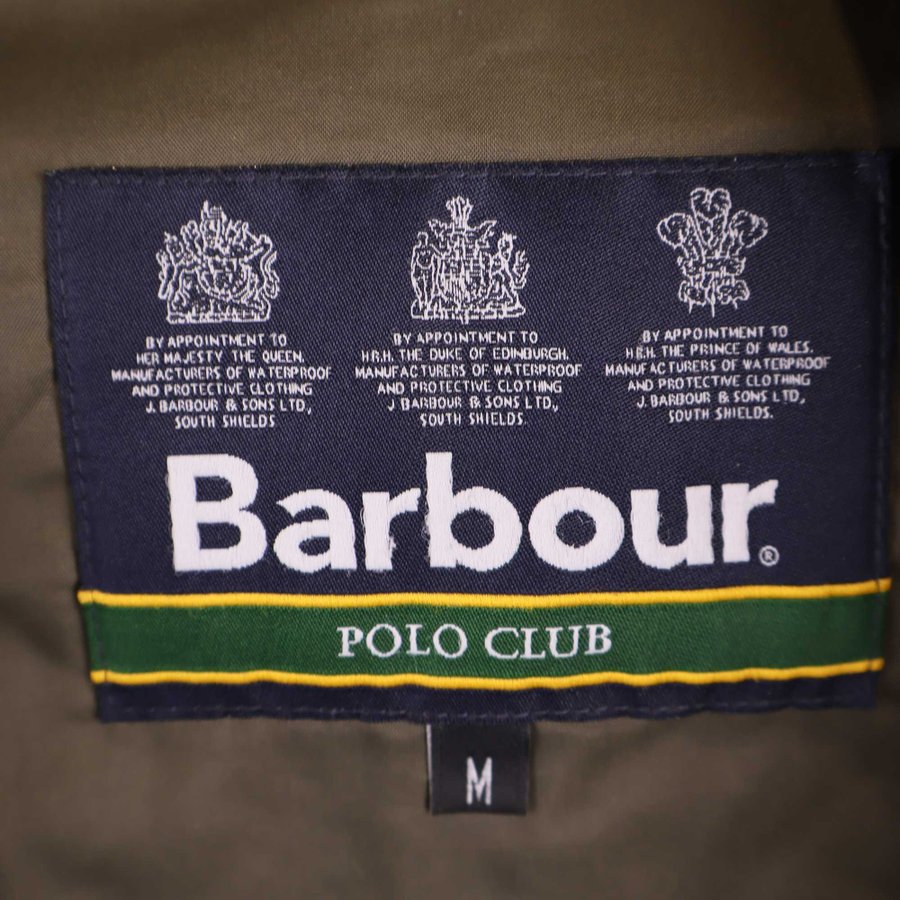 BY APPOINTMENT TO
HER MAJESTY THE QUEEN.
MANUFACTURERS OF WATERPROOF
AND PROTECTIVE CLOTHING
J. BARBOUR & SONS LTD.,
SOUTH SHIELDS
BY APPOINTMENT TO
H.R.H. THE DUKE OF EDINBURGH.
MANUFACTURERS OF WATERPROOF
AND PROTECTIVE CLOTHING
J. BARBOUR & SONS LTD.,
SOUTH SHIELDS.
BY APPOINTMENT TO
H.R.H. THE PRINCE OF WALES.
MANUFACTURERS OF WATERPROOF
AND PROTECTIVE CLOTHING
J. BARBOUR & SONS LTD.,
SOUTH SHIELDS.
Barbour®
POLO CLUB
M